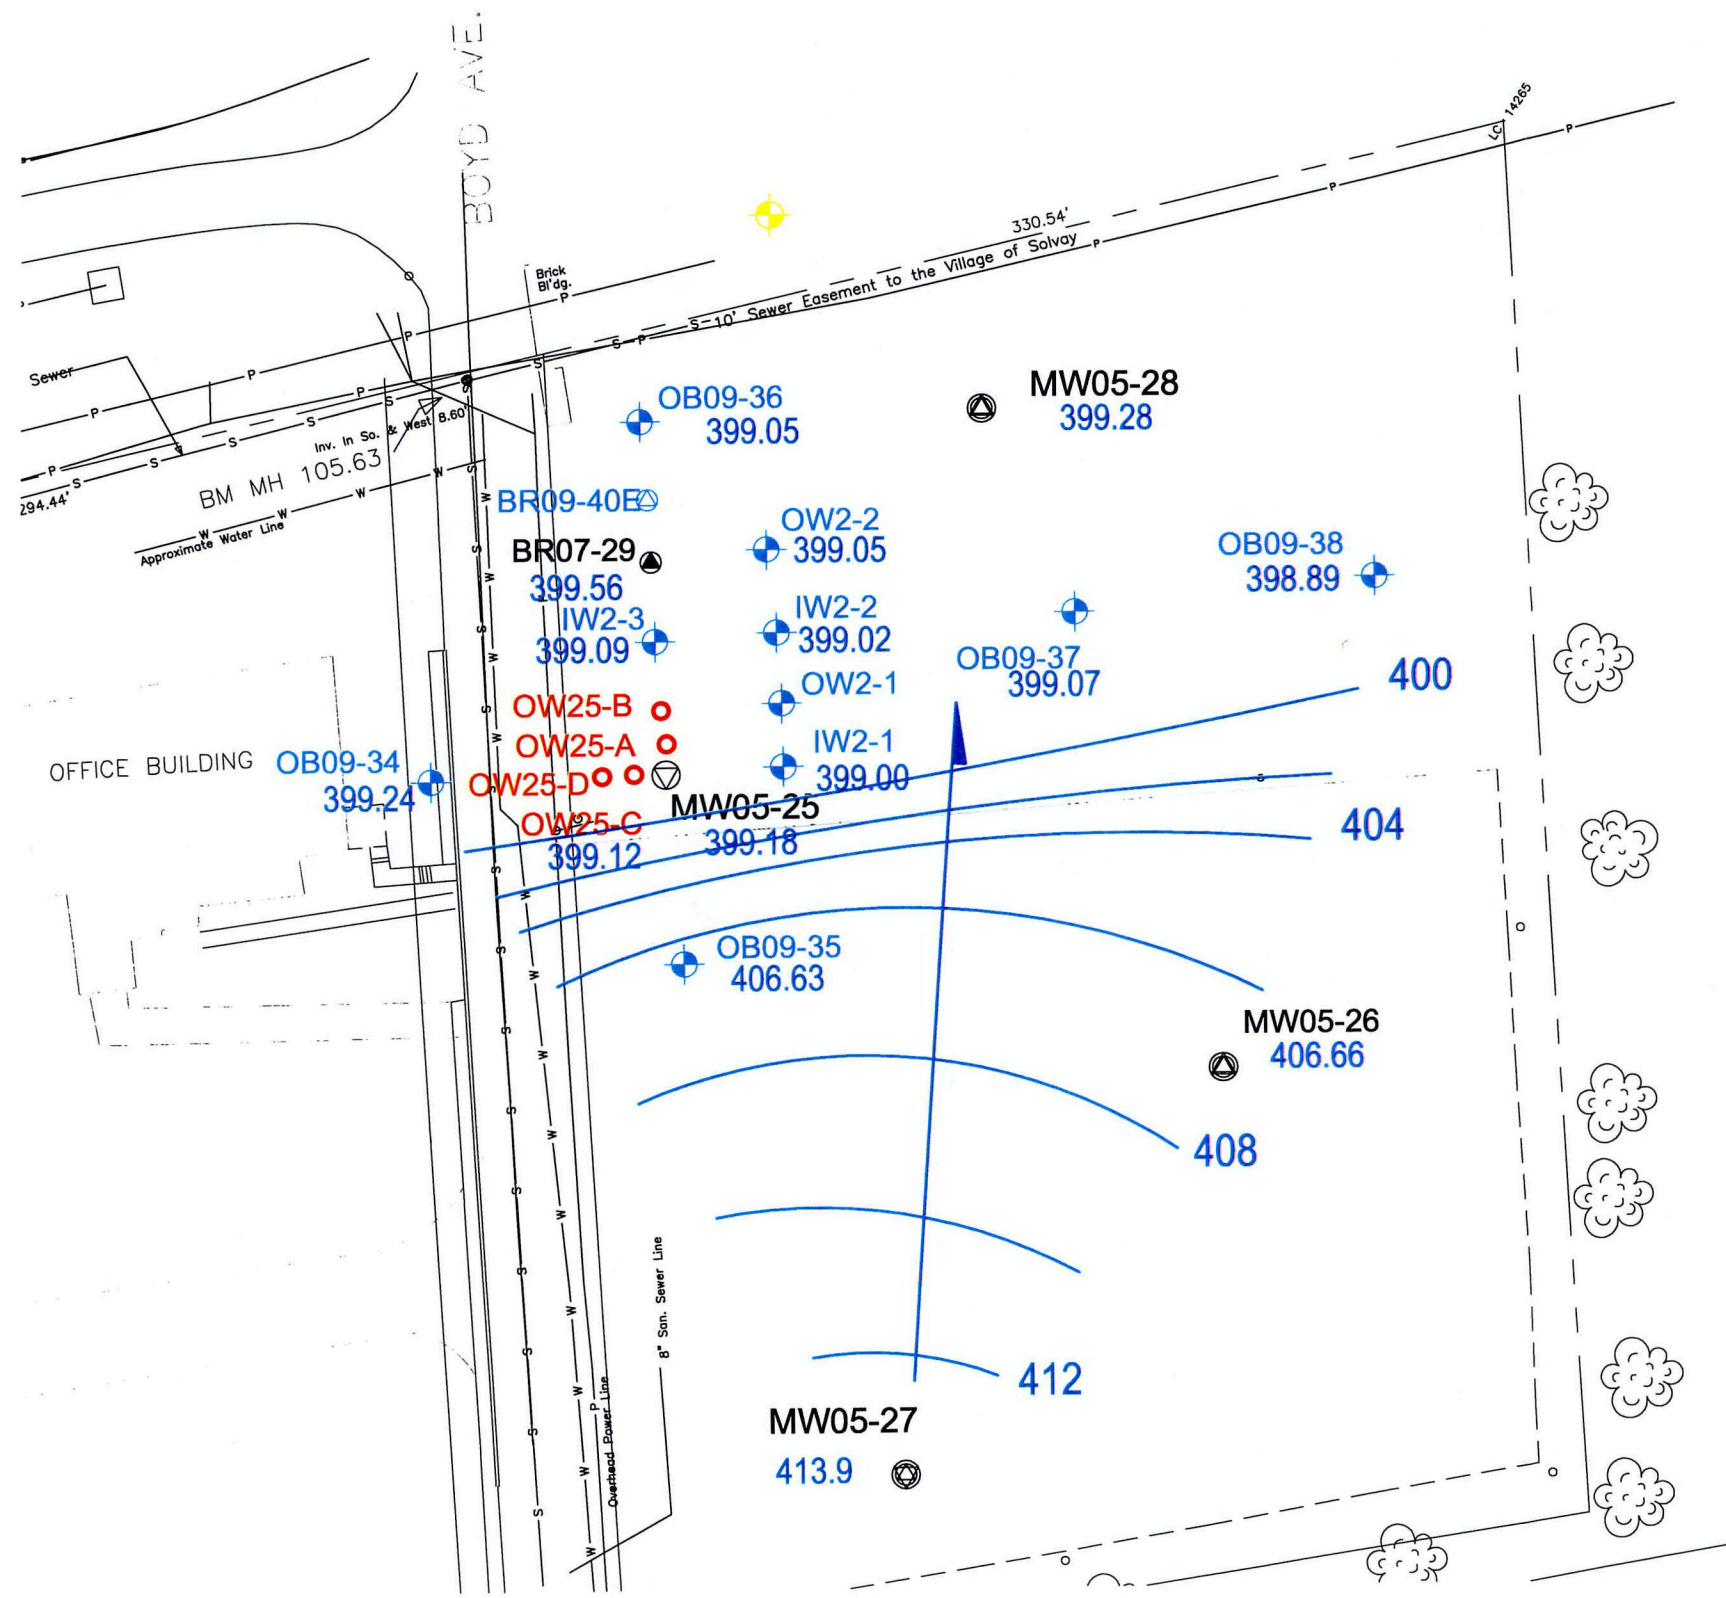 BOYD AVE.
LC 14265
330.54'
10' Sewer Easement to the Village of Solvay
Brick
Bl'dg.
Sewer
Inv. In So. & West 8.60'
BM MH 105.63
294.44'
Approximate Water Line
OB09-36
399.05
MW05-28
399.28
BR09-40E
OW2-2
399.05
BR07-29
399.56
OB09-38
398.89
IW2-3
399.09
IW2-2
399.02
OB09-37
399.07
400
OW25-B
OW2-1
OW25-A
IW2-1
399.00
OFFICE BUILDING
OB09-34
399.24
OW25-D
MW05-25
399.18
OW25-C
399.12
404
OB09-35
406.63
MW05-26
406.66
408
8" San. Sewer Line
Overhead Power Line
412
MW05-27
413.9